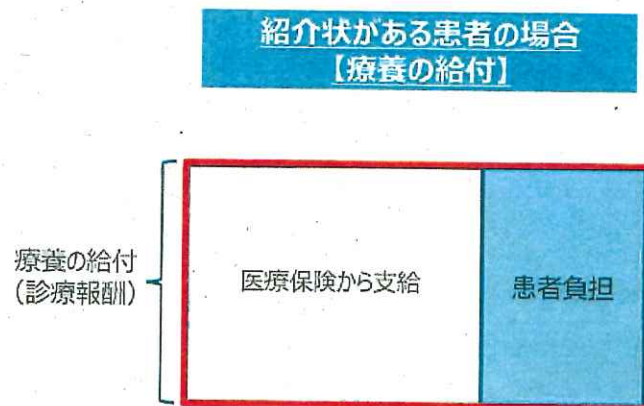 紹介状がある患者の場合
【療養の給付】
療養の給付
（診療報酬）
医療保険から支給
患者負担